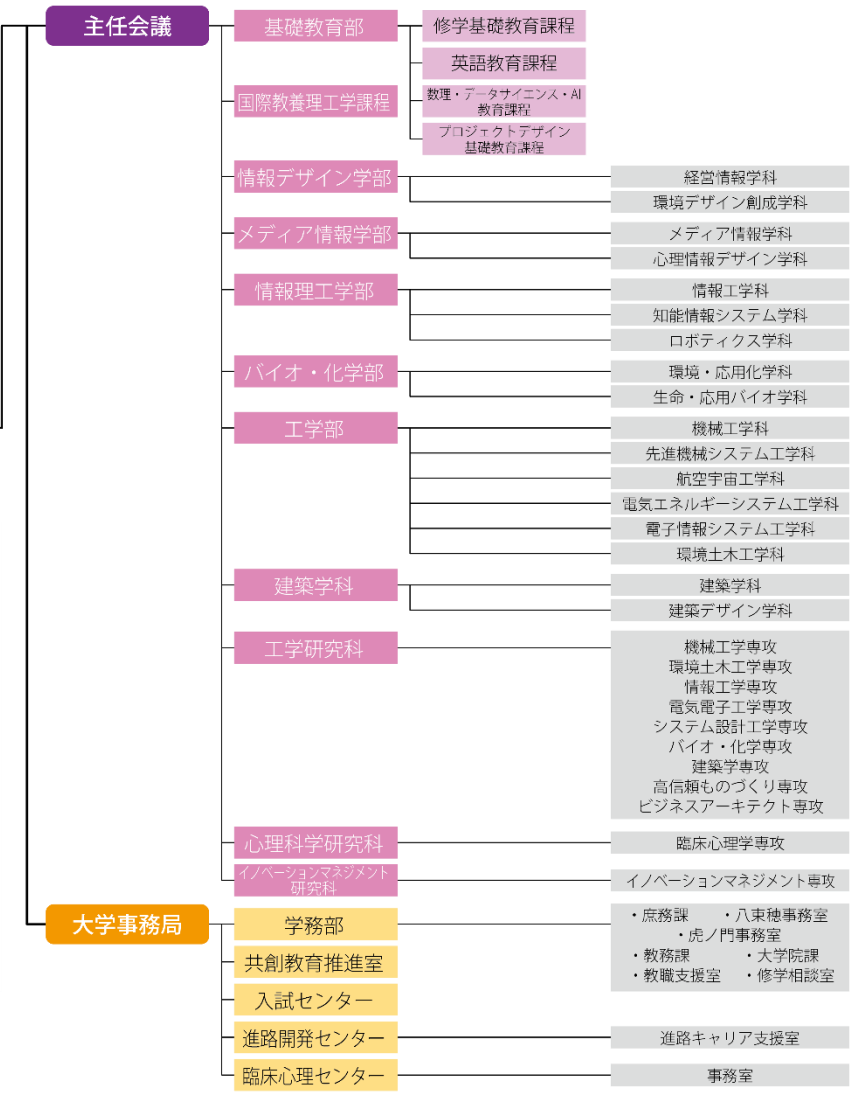 主任会議
基礎教育部
修学基礎教育課程
英語教育課程
国際教養理工学課程
数理・データサイエンス・AI
教育課程
プロジェクトデザイン
基礎教育課程
情報デザイン学部
経営情報学科
環境デザイン創成学科
メディア情報学部
メディア情報学科
心理情報デザイン学科
情報理工学部
情報工学科
知能情報システム学科
ロボティクス学科
バイオ・化学部
環境・応用化学科
生命・応用バイオ学科
工学部
機械工学科
先進機械システム工学科
航空宇宙工学科
電気エネルギーシステム工学科
電子情報システム工学科
環境土木工学科
建築学科
建築学科
建築デザイン学科
工学研究科
機械工学専攻
環境土木工学専攻
情報工学専攻
電気電子工学専攻
システム設計工学専攻
バイオ・化学専攻
建築学専攻
高信頼ものづくり専攻
ビジネスアーキテクト専攻
心理科学研究科
臨床心理学専攻
イノベーションマネジメント
研究科
イノベーションマネジメント専攻
大学事務局
学務部
・庶務課 ・八束穂事務室
・虎ノ門事務室
・教務課 ・大学院課
・教職支援室 ・修学相談室
共創教育推進室
入試センター
進路開発センター
進路キャリア支援室
臨床心理センター
事務室